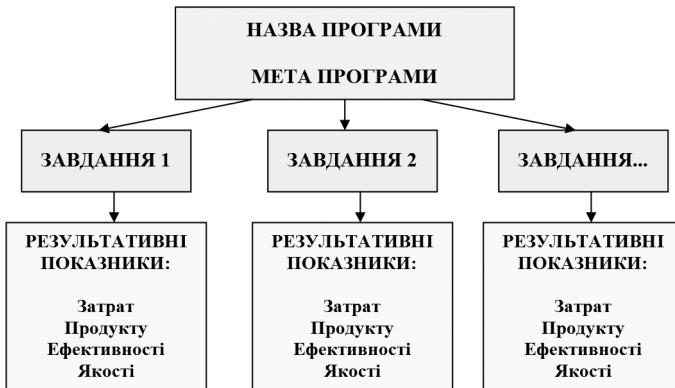 НАЗВА ПРОГРАМИ
МЕТА ПРОГРАМИ
ЗАВДАННЯ 1
ЗАВДАННЯ 2
ЗАВДАННЯ...
РЕЗУЛЬТАТИВНІ
ПОКАЗНИКИ:
Затрат
Продукту
Ефективності
Якості
РЕЗУЛЬТАТИВНІ
ПОКАЗНИКИ:
Затрат
Продукту
Ефективності
Якості
РЕЗУЛЬТАТИВНІ
ПОКАЗНИКИ:
Затрат
Продукту
Ефективності
Якості